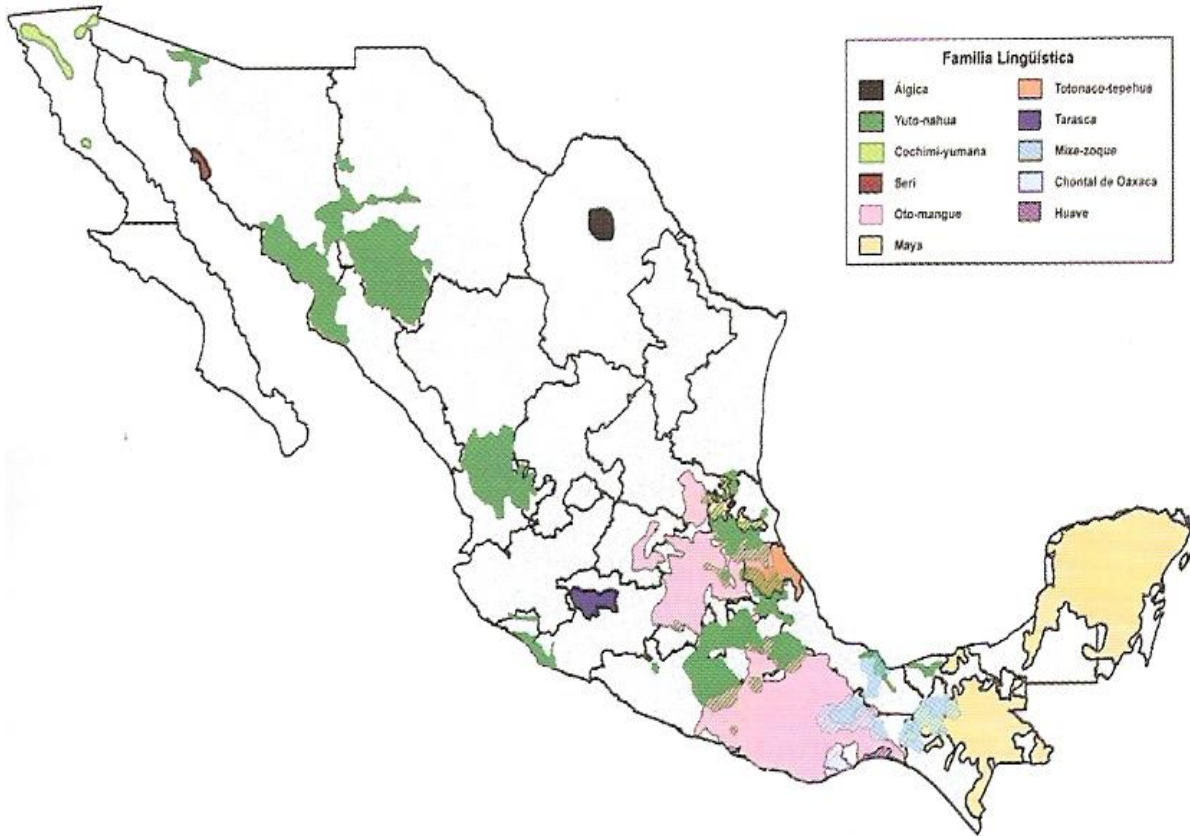 Familia Lingüística
Álgica
Yuto-nahua
Cochimi-yumana
Seri
Oto-mangue
Maya
Totonaco-tepehua
Tarasca
Mixe-zoque
Chontal de Oaxaca
Huave